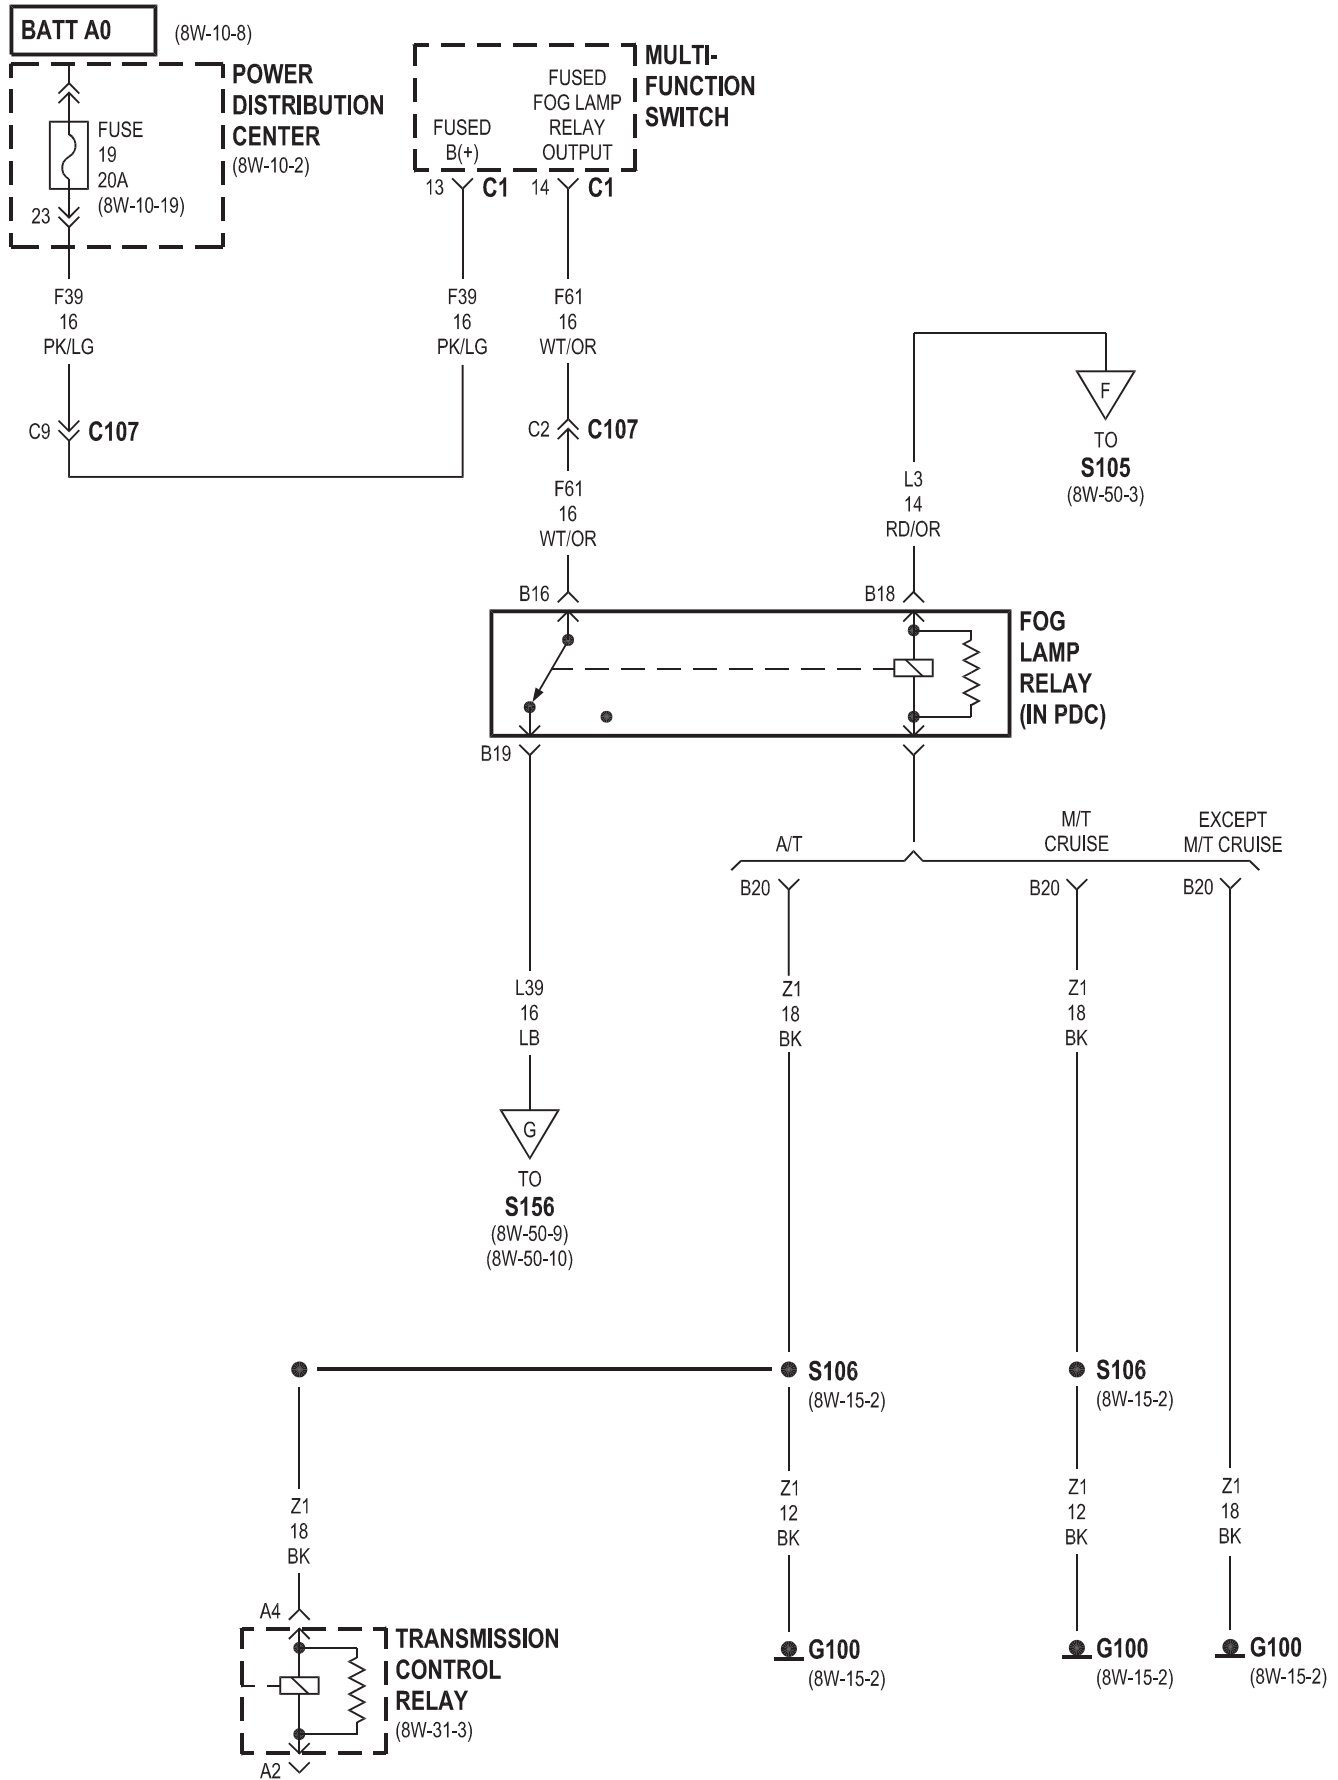 BATT A0
(8W-10-8)
POWER
DISTRIBUTION
CENTER
(8W-10-2)
FUSE
19
20A
(8W-10-19)
23
MULTI-
FUNCTION
SWITCH
FUSED
B(+)
FUSED
FOG LAMP
RELAY
OUTPUT
13
C1
14
C1
F39
16
PK/LG
F39
16
PK/LG
F61
16
WT/OR
C9
C107
C2
C107
F61
16
WT/OR
F
TO
S105
(8W-50-3)
L3
14
RD/OR
B16
B18
FOG
LAMP
RELAY
(IN PDC)
B19
A/T
M/T
CRUISE
EXCEPT
M/T CRUISE
B20
B20
B20
L39
16
LB
Z1
18
BK
Z1
18
BK
G
TO
S156
(8W-50-9)
(8W-50-10)
S106
(8W-15-2)
S106
(8W-15-2)
Z1
18
BK
Z1
12
BK
Z1
12
BK
Z1
18
BK
A4
TRANSMISSION
CONTROL
RELAY
(8W-31-3)
A2
G100
(8W-15-2)
G100
(8W-15-2)
G100
(8W-15-2)